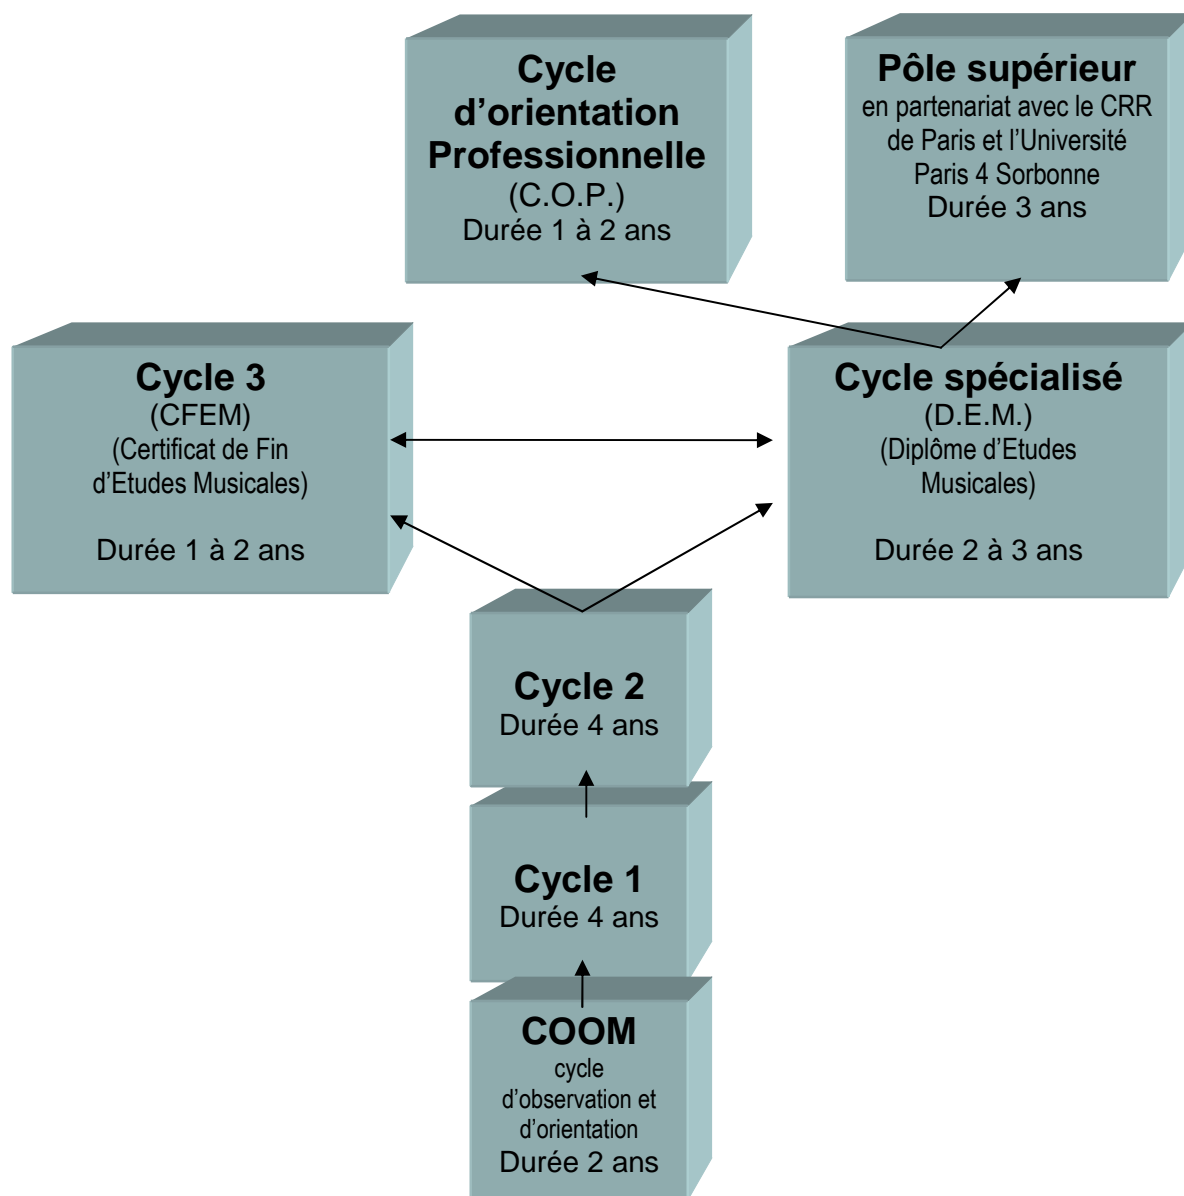 Cycle
d’orientation
Professionnelle
(C.O.P.)
Durée 1 à 2 ans
Pôle supérieur
en partenariat avec le CRR
de Paris et l’Université
Paris 4 Sorbonne
Durée 3 ans
Cycle 3
(CFEM)
(Certificat de Fin
d’Etudes Musicales)
Durée 1 à 2 ans
Cycle spécialisé
(D.E.M.)
(Diplôme d’Etudes
Musicales)
Durée 2 à 3 ans
Cycle 2
Durée 4 ans
Cycle 1
Durée 4 ans
COOM
cycle
d’observation et
d’orientation
Durée 2 ans